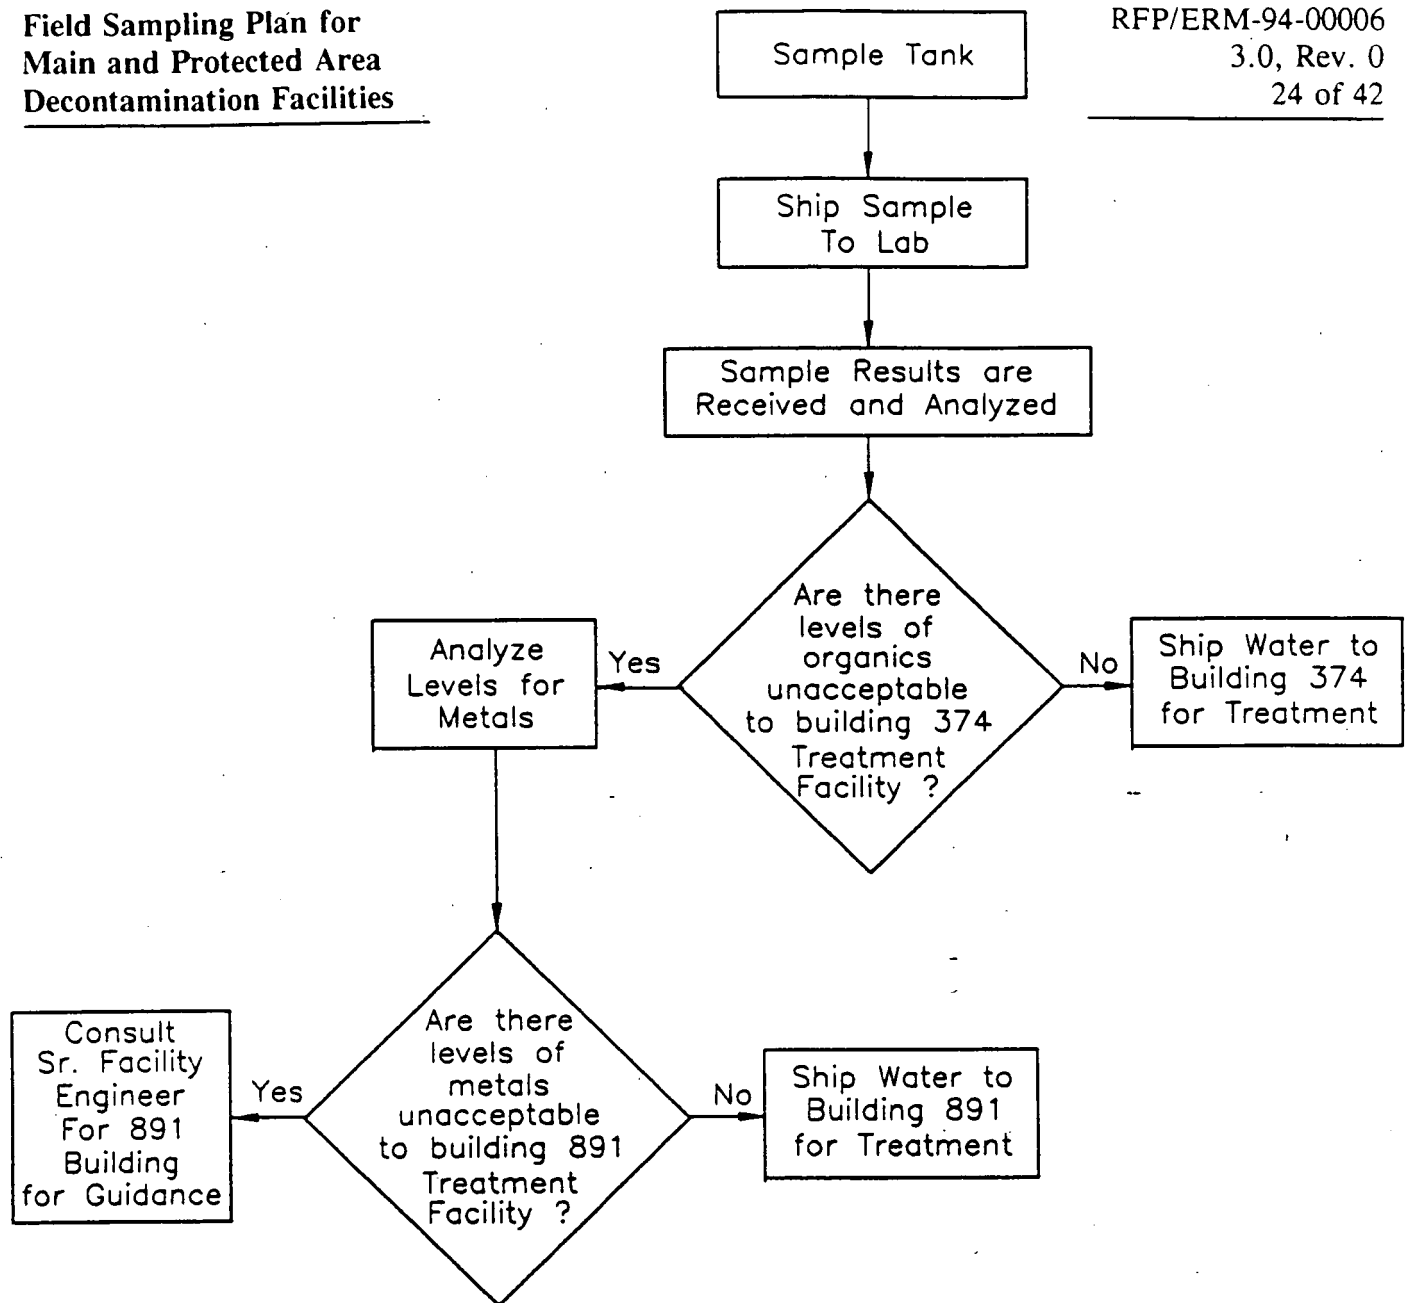 Field Sampling Plan for
Main and Protected Area
Decontamination Facilities
RFP/ERM-94-00006
3.0, Rev. 0
24 of 42
Sample Tank
Ship Sample
To Lab
Sample Results are
Received and Analyzed
Are there
levels of
organics
unacceptable
to building 374
Treatment
Facility ?
Yes
No
Analyze
Levels for
Metals
Ship Water to
Building 374
for Treatment
Are there
levels of
metals
unacceptable
to building 891
Treatment
Facility ?
Yes
No
Consult
Sr. Facility
Engineer
For 891
Building
for Guidance
Ship Water to
Building 891
for Treatment